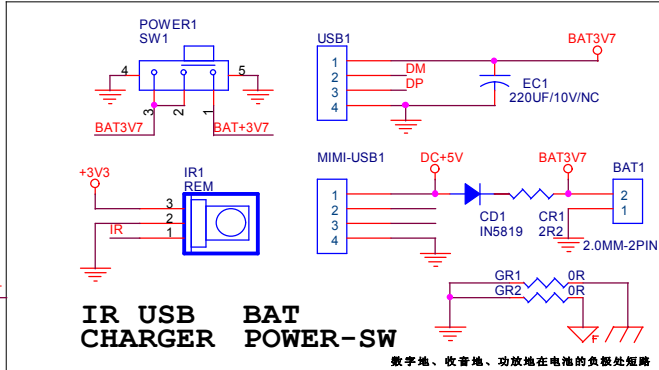 POWER1
SW1
4
5
3
2
1
BAT3V7
BAT+3V7
USB1
1
2
3
4
DM
DP
BAT3V7
EC1
220UF/10V/NC
+3V3
IR1
REM
3
2
1
IR
MIMI-USB1
1
2
3
4
DC+5V
CD1
IN5819
BAT3V7
CR1
2R2
BAT1
2
1
2.0MM-2PIN
GR1
0R
GR2
0R
F
IR USB BAT
CHARGER POWER-SW
数字地、收音地、功放地在电池的负极处短路